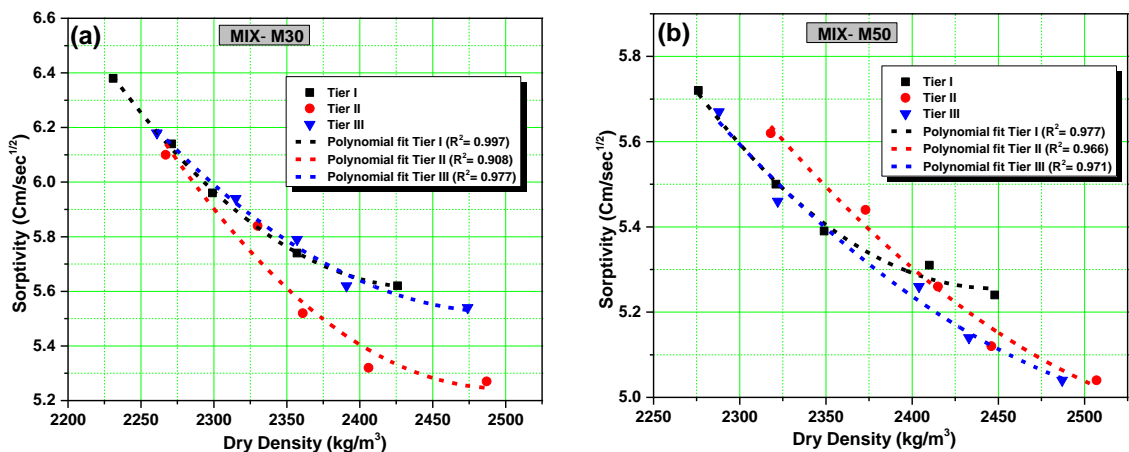 (a)
MIX- M30
Tier I
Tier II
Tier III
Polynomial fit Tier I (R²= 0.997)
Polynomial fit Tier II (R²= 0.908)
Polynomial fit Tier III (R²= 0.977)
6.6
6.4
6.2
6.0
5.8
5.6
5.4
5.2
Sorptivity (Cm/sec^1/2)
2200 2250 2300 2350 2400 2450 2500
Dry Density (kg/m³)
(b)
MIX- M50
Tier I
Tier II
Tier III
Polynomial fit Tier I (R²= 0.977)
Polynomial fit Tier II (R²= 0.966)
Polynomial fit Tier III (R²= 0.971)
5.8
5.6
5.4
5.2
5.0
Sorptivity (Cm/sec^1/2)
2250 2300 2350 2400 2450 2500
Dry Density (kg/m³)